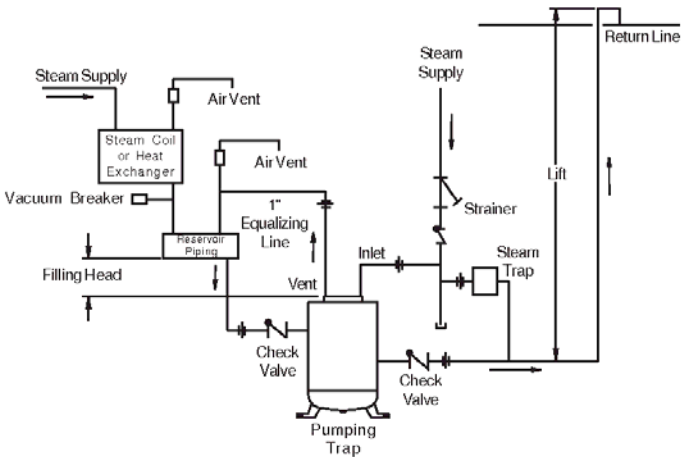 Steam Supply
Air Vent
Steam Coil
or Heat
Exchanger
Air Vent
Vacuum Breaker
1"
Equalizing
Line
Reservoir
Piping
Filling Head
Vent
Inlet
Check
Valve
Pumping
Trap
Steam
Supply
Strainer
Steam
Trap
Check
Valve
Lift
Return Line